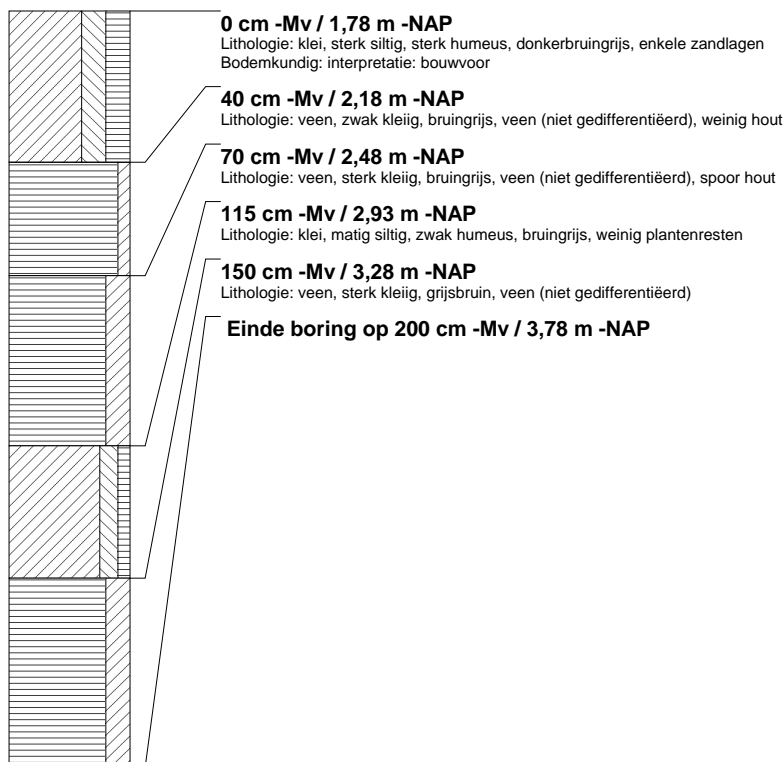 0 cm -Mv / 1,78 m -NAP
Lithologie: klei, sterk siltig, sterk humeus, donkerbruingrijs, enkele zandlagen
Bodemkundig: interpretatie: bouwvoor
40 cm -Mv / 2,18 m -NAP
Lithologie: veen, zwak kleiig, bruingrijs, veen (niet gedifferentiëerd), weinig hout
70 cm -Mv / 2,48 m -NAP
Lithologie: veen, sterk kleiig, bruingrijs, veen (niet gedifferentiëerd), spoor hout
115 cm -Mv / 2,93 m -NAP
Lithologie: klei, matig siltig, zwak humeus, bruingrijs, weinig plantenresten
150 cm -Mv / 3,28 m -NAP
Lithologie: veen, sterk kleiig, grijsbruin, veen (niet gedifferentiëerd)
Einde boring op 200 cm -Mv / 3,78 m -NAP